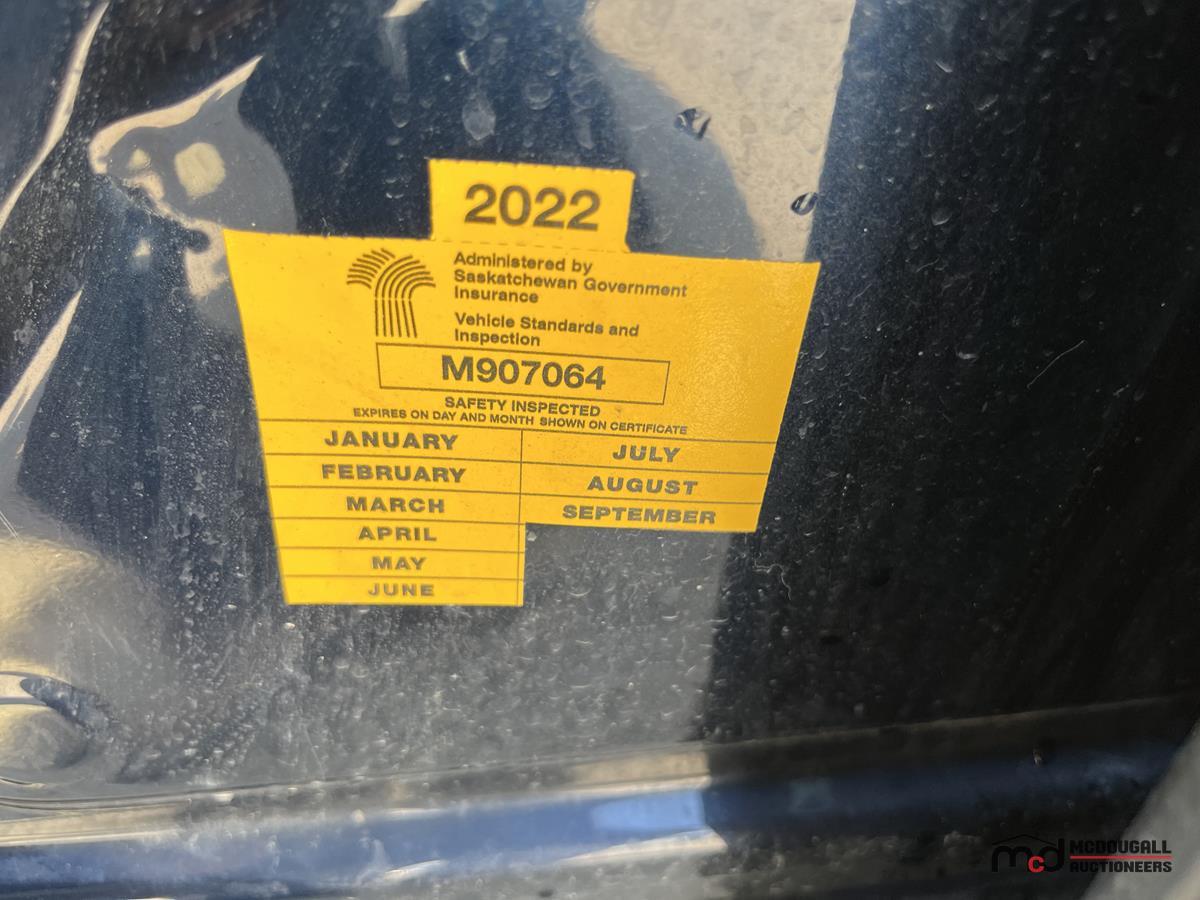 2022
Administered by
Saskatchewan Government
Insurance
Vehicle Standards and
Inspection
M907064
SAFETY INSPECTED
EXPIRES ON DAY AND MONTH SHOWN ON CERTIFICATE
JANUARY
FEBRUARY
MARCH
APRIL
MAY
JUNE
JULY
AUGUST
SEPTEMBER
mcd MCDOUGALL
AUCTIONEERS